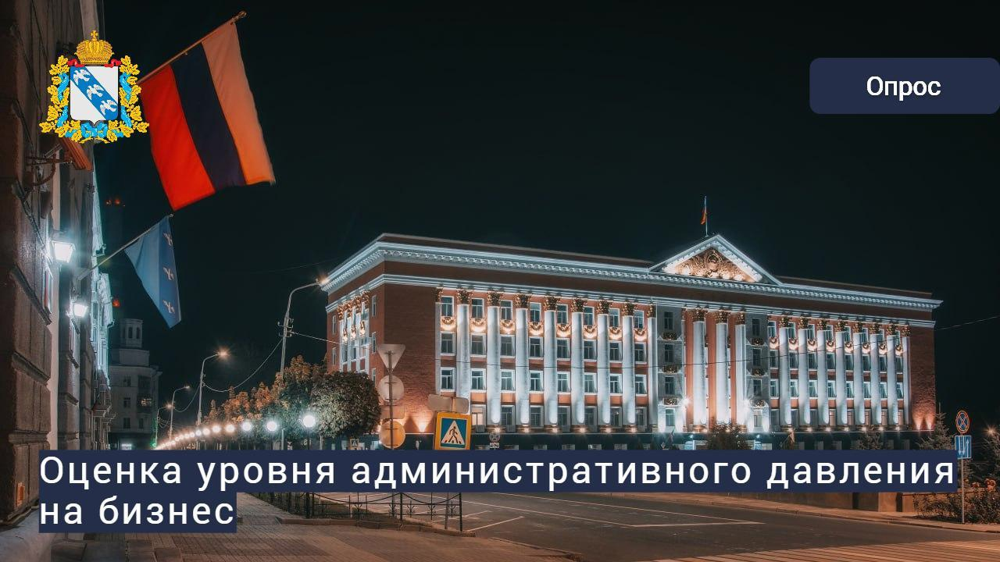 Опрос
Оценка уровня административного давления
на бизнес